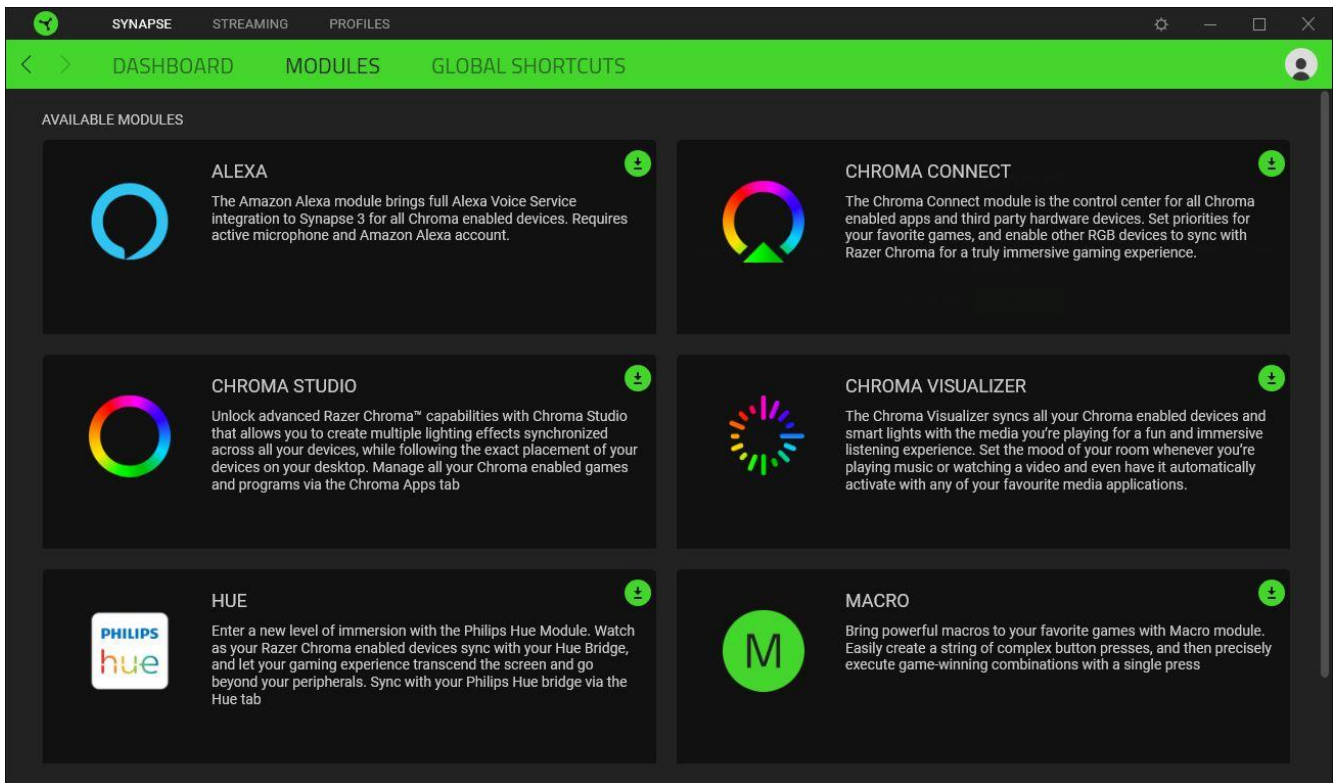 SYNAPSE STREAMING PROFILES
DASHBOARD MODULES GLOBAL SHORTCUTS
AVAILABLE MODULES
ALEXA
The Amazon Alexa module brings full Alexa Voice Service
integration to Synapse 3 for all Chroma enabled devices. Requires
active microphone and Amazon Alexa account.
CHROMA CONNECT
The Chroma Connect module is the control center for all Chroma
enabled apps and third party hardware devices. Set priorities for
your favorite games, and enable other RGB devices to sync with
Razer Chroma for a truly immersive gaming experience.
CHROMA STUDIO
Unlock advanced Razer Chroma™ capabilities with Chroma Studio
that allows you to create multiple lighting effects synchronized
across all your devices, while following the exact placement of your
devices on your desktop. Manage all your Chroma enabled games
and programs via the Chroma Apps tab
CHROMA VISUALIZER
The Chroma Visualizer syncs all your Chroma enabled devices and
smart lights with the media you're playing for a fun and immersive
listening experience. Set the mood of your room whenever you're
playing music or watching a video and even have it automatically
activate with any of your favourite media applications.
PHILIPS
hue
HUE
Enter a new level of immersion with the Philips Hue Module. Watch
as your Razer Chroma enabled devices sync with your Hue Bridge,
and let your gaming experience transcend the screen and go
beyond your peripherals. Sync with your Philips Hue bridge via the
Hue tab
M
MACRO
Bring powerful macros to your favorite games with Macro module.
Easily create a string of complex button presses, and then precisely
execute game-winning combinations with a single press